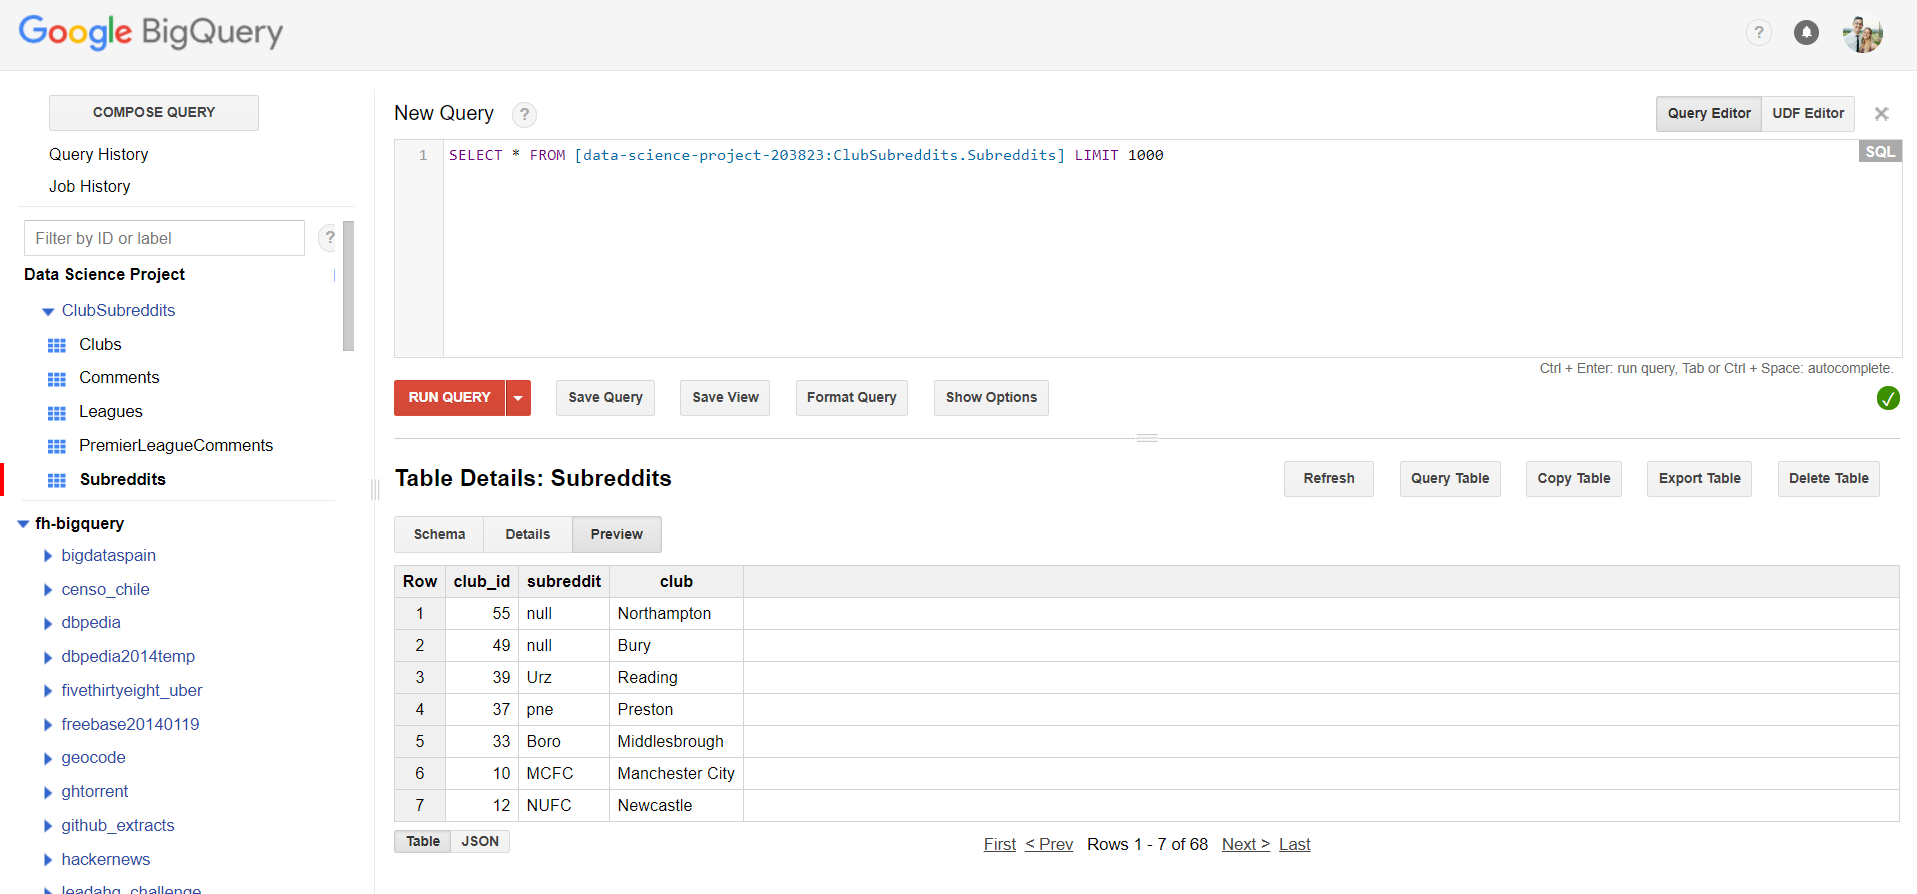 Google BigQuery
?
COMPOSE QUERY
Query History
Job History
Filter by ID or label
?
Data Science Project
ClubSubreddits
Clubs
Comments
Leagues
PremierLeagueComments
Subreddits
fh-bigquery
bigdataspain
censo_chile
dbpedia
dbpedia2014temp
fivethirtyeight_uber
freebase20140119
geocode
ghtorrent
github_extracts
hackernews
leadahg_challenge
New Query ?
Query Editor UDF Editor
1 SELECT * FROM [data-science-project-203823:ClubSubreddits.Subreddits] LIMIT 1000
SQL
Ctrl + Enter: run query, Tab or Ctrl + Space: autocomplete.
RUN QUERY Save Query Save View Format Query Show Options
Table Details: Subreddits
Refresh Query Table Copy Table Export Table Delete Table
Schema Details Preview
Row club_id subreddit club
1 55 null Northampton
2 49 null Bury
3 39 Urz Reading
4 37 pne Preston
5 33 Boro Middlesbrough
6 10 MCFC Manchester City
7 12 NUFC Newcastle
Table JSON
First < Prev Rows 1 - 7 of 68 Next > Last